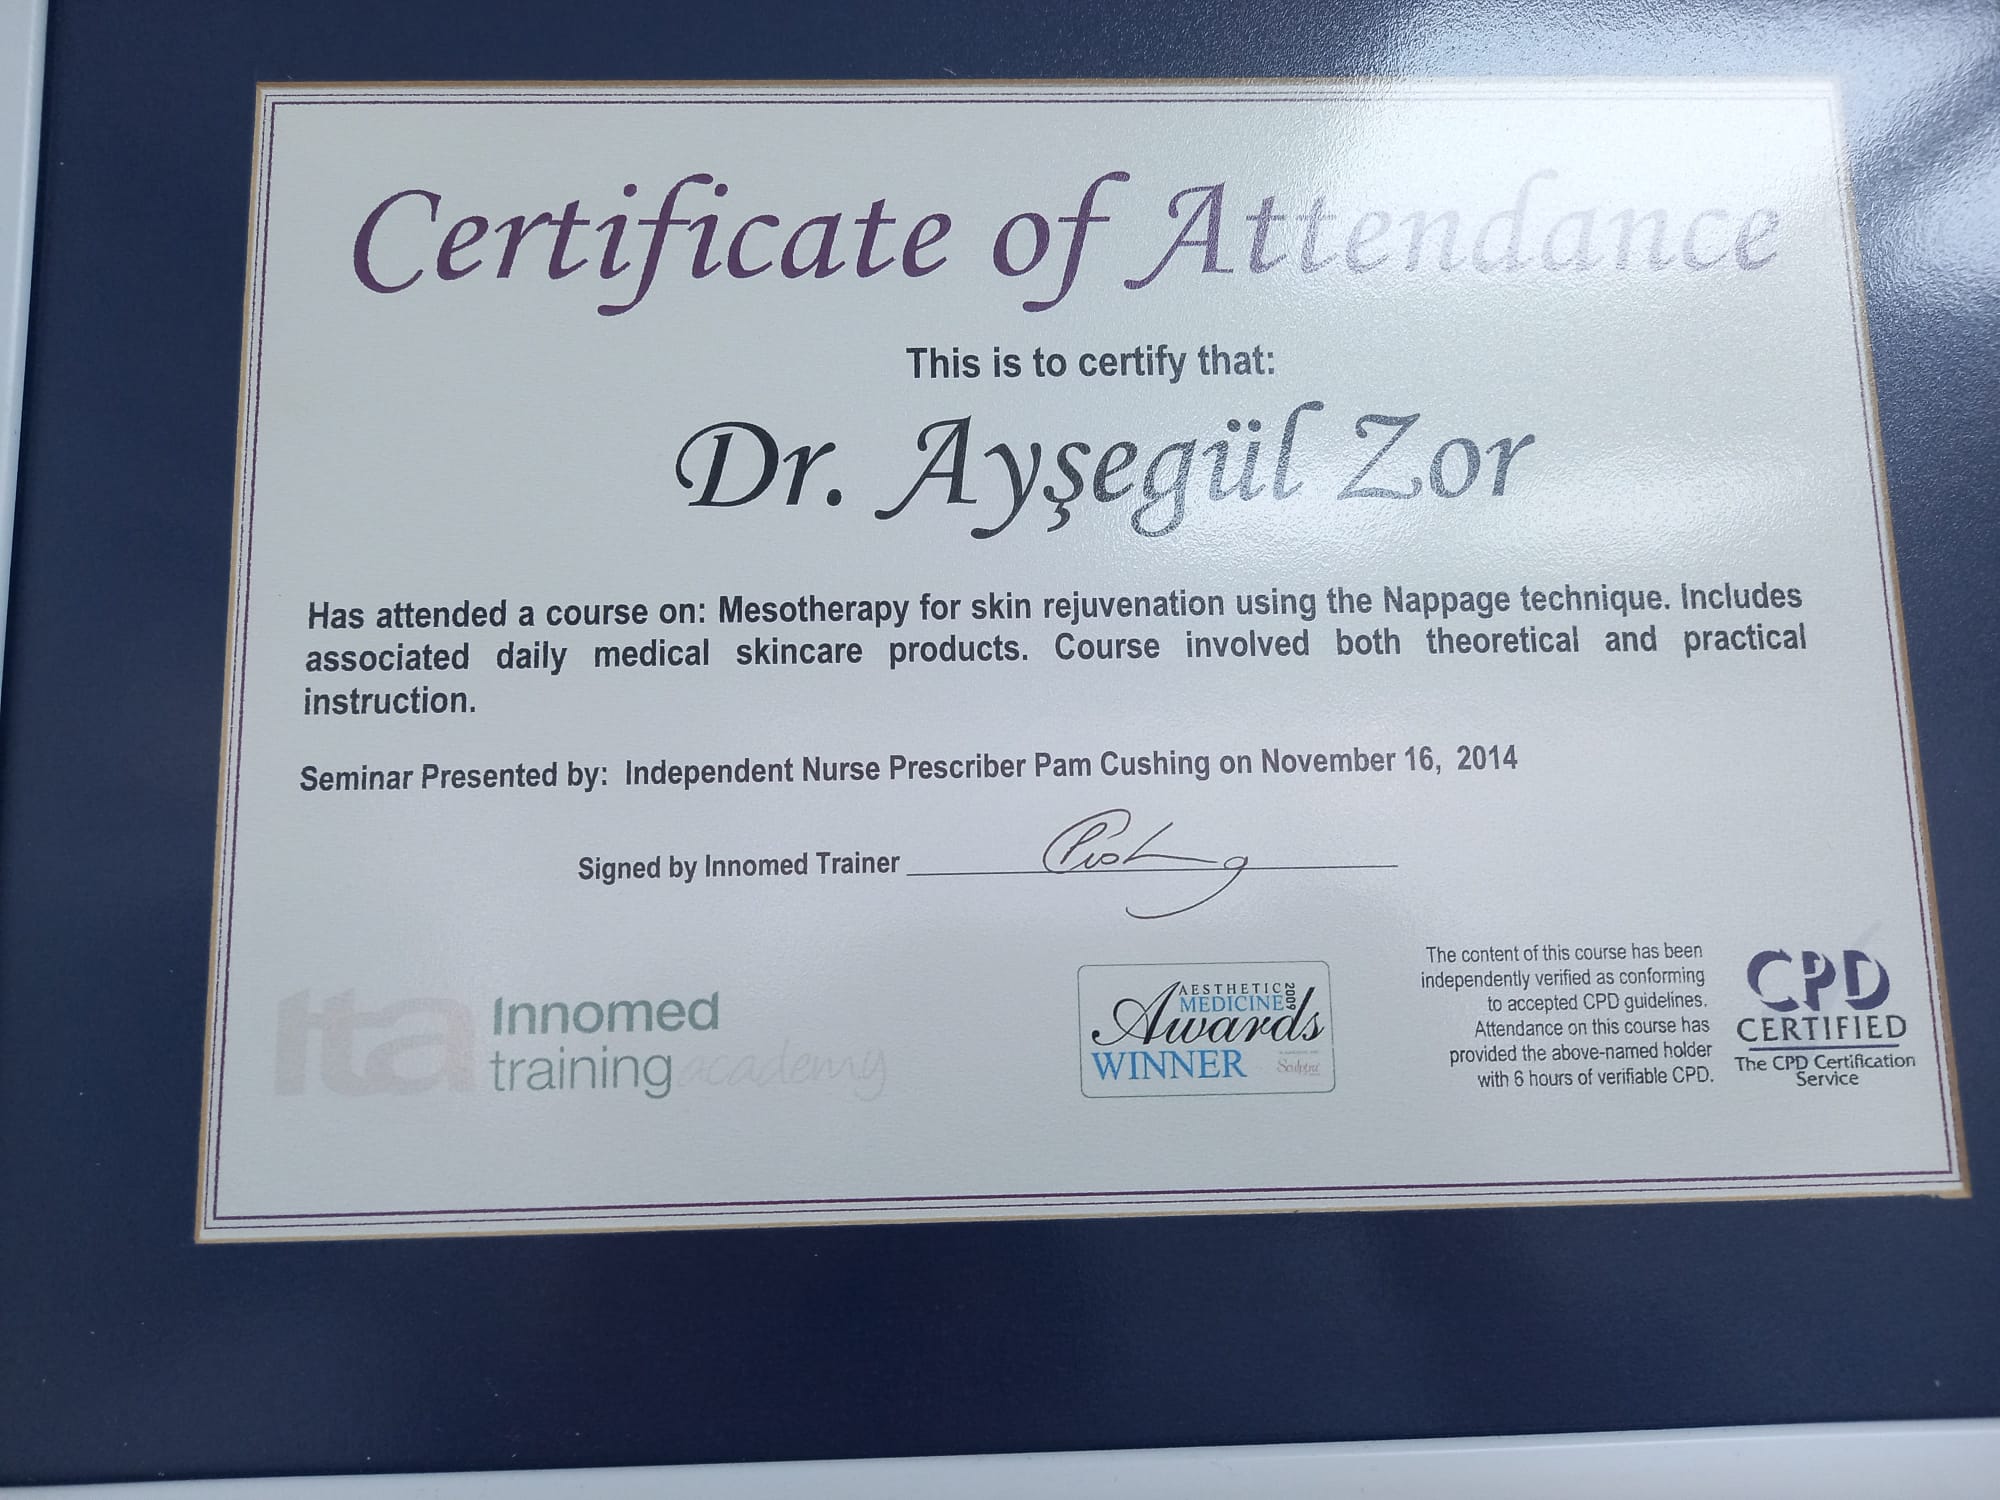 Certificate of Attendance
This is to certify that:
Dr. Ayşegül Zor
Has attended a course on: Mesotherapy for skin rejuvenation using the Nappage technique. Includes
associated daily medical skincare products. Course involved both theoretical and practical
instruction.
Seminar Presented by: Independent Nurse Prescriber Pam Cushing on November 16, 2014
Signed by Innomed Trainer
ita
Innomed
training academy
AESTHETIC
MEDICINE 2009
Awards
WINNER
Sculptra
The content of this course has been
independently verified as conforming
to accepted CPD guidelines.
Attendance on this course has
provided the above-named holder
with 6 hours of verifiable CPD.
CPD
CERTIFIED
The CPD Certification
Service